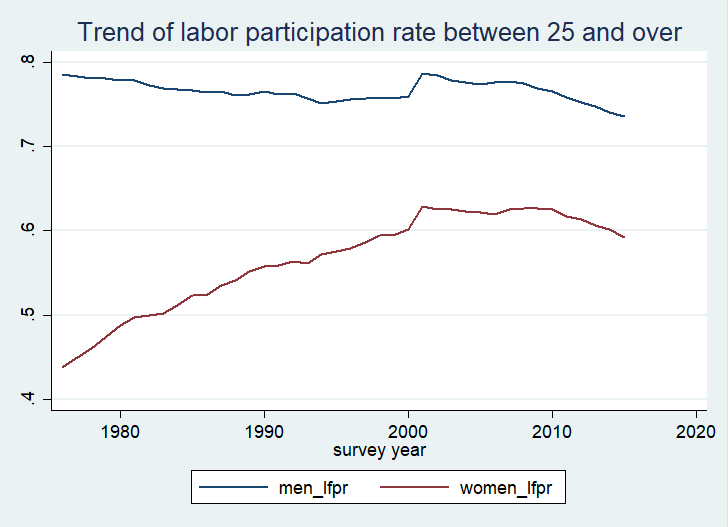 Trend of labor participation rate between 25 and over
.8
.7
.6
.5
.4
1980 1990 2000 2010 2020
survey year
men_lfpr women_lfpr